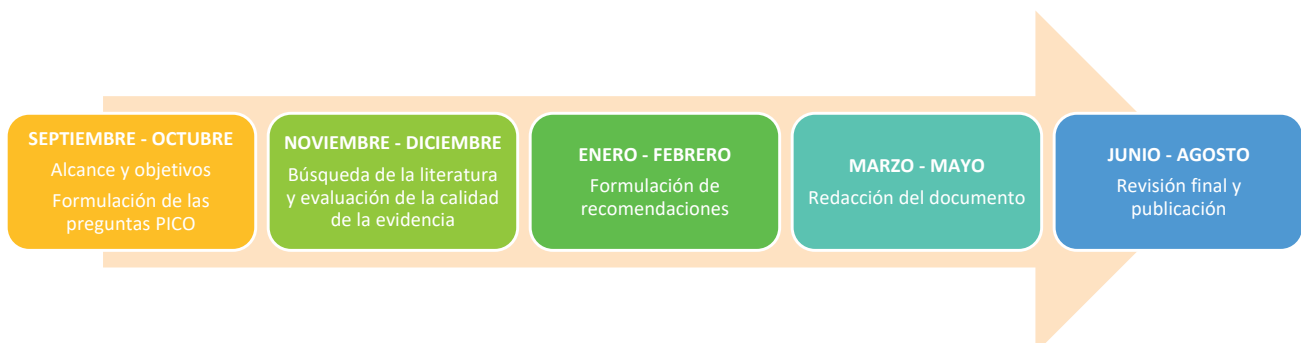 SEPTIEMBRE - OCTUBRE
Alcance y objetivos
Formulación de las
preguntas PICO
NOVIEMBRE - DICIEMBRE
Búsqueda de la literatura
y evaluación de la calidad
de la evidencia
ENERO - FEBRERO
Formulación de
recomendaciones
MARZO - MAYO
Redacción del documento
JUNIO - AGOSTO
Revisión final y
publicación